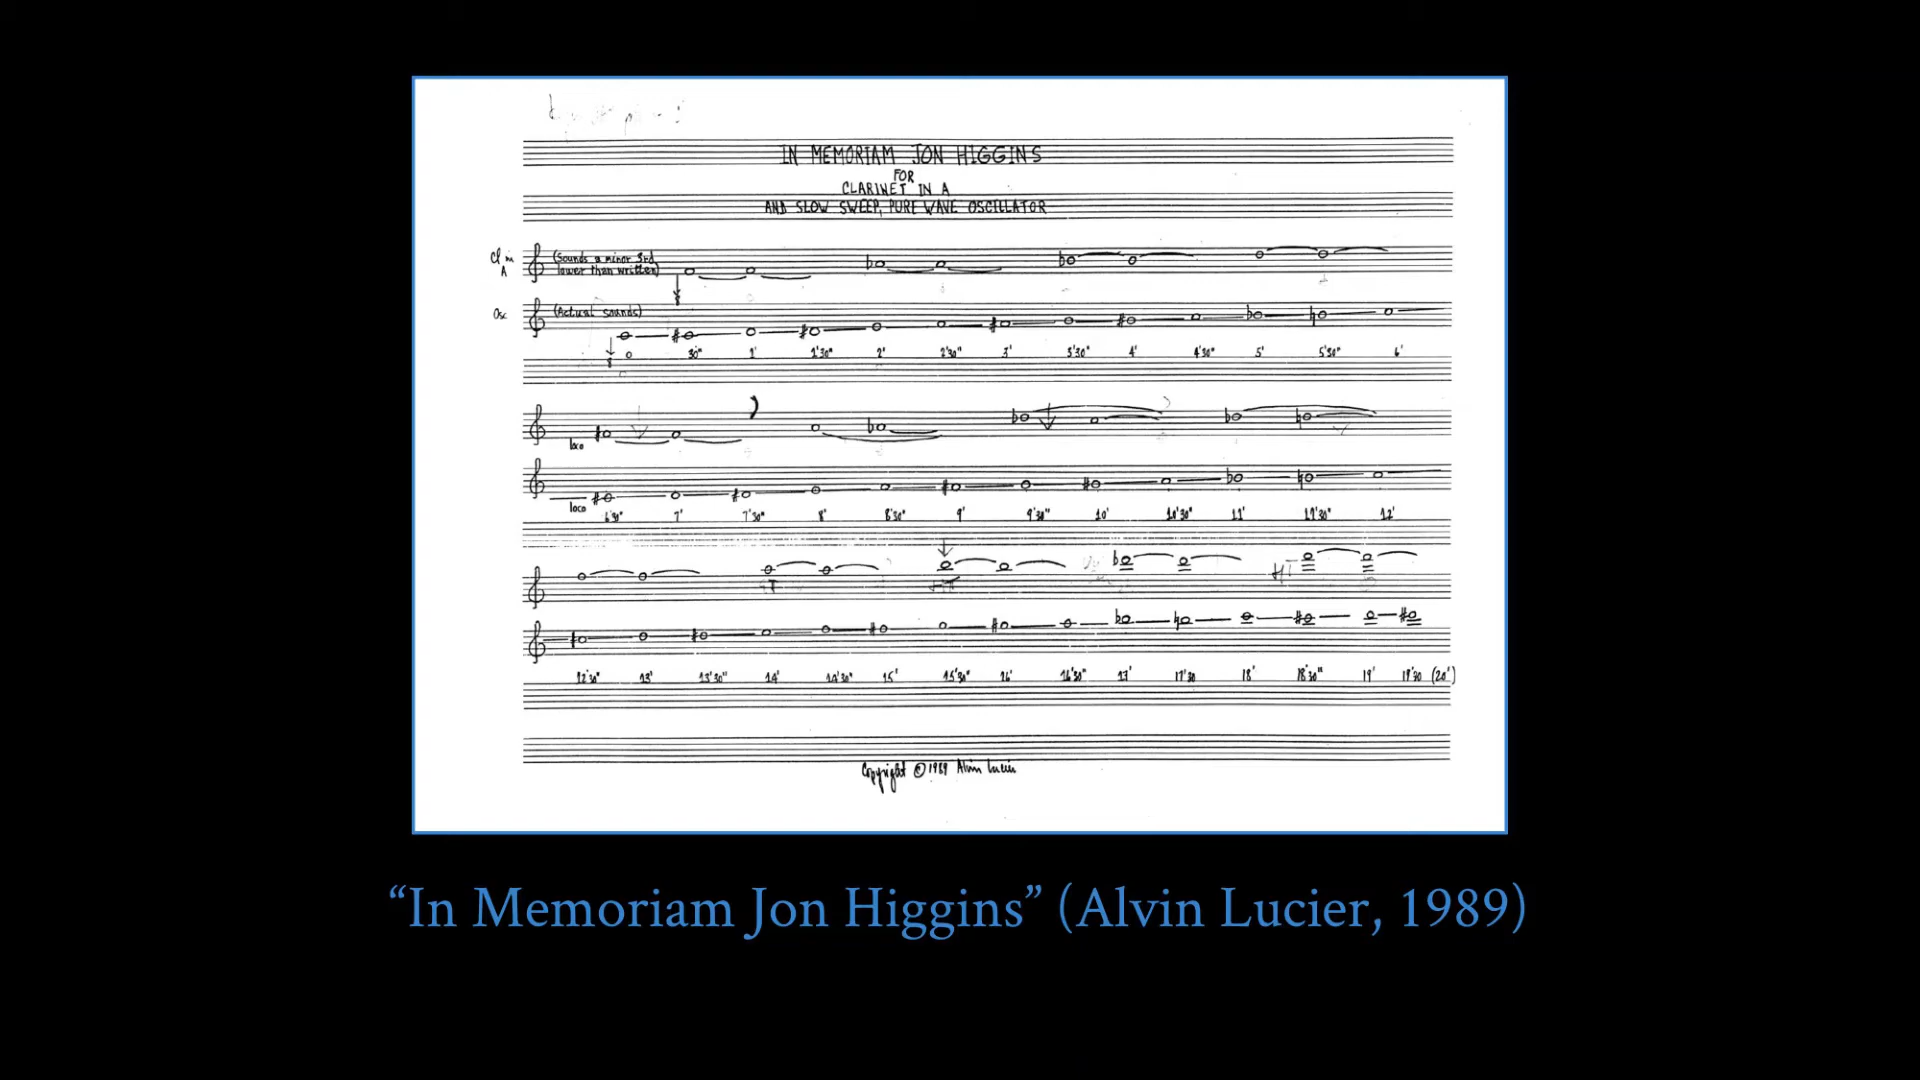 IN MEMORIAM JON HIGGINS
FOR
CLARINET IN A
AND SLOW SWEEP, PURE WAVE OSCILLATOR
Cl in A
(Sounds a minor 3rd
lower than written)
Osc
(Actual sounds)
0 30" 1' 1'30" 2' 2'30" 3' 3'30" 4' 4'30" 5' 5'30" 6'
loco
loco
6'30" 7' 7'30" 8' 8'30" 9' 9'30" 10' 10'30" 11' 11'30" 12'
12'30" 13' 13'30" 14' 14'30" 15' 15'30" 16' 16'30" 17' 17'30 18' 18'30" 19' 19'30 (20')
Copyright © 1989 Alvin Lucier
“In Memoriam Jon Higgins” (Alvin Lucier, 1989)